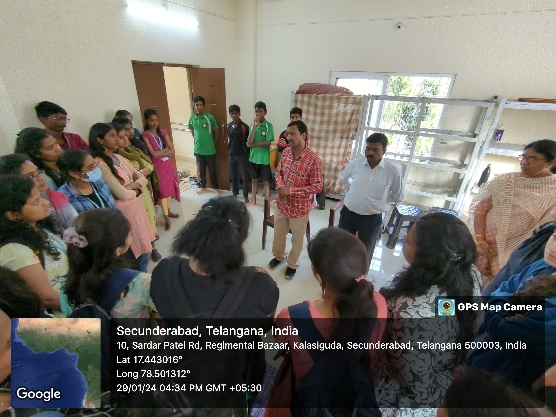 GPS Map Camera
Secunderabad, Telangana, India
10, Sardar Patel Rd, Regimental Bazaar, Kalasiguda, Secunderabad, Telangana 500003, India
Lat 17.443016°
Long 78.501312°
29/01/24 04:34 PM GMT +05:30
Google